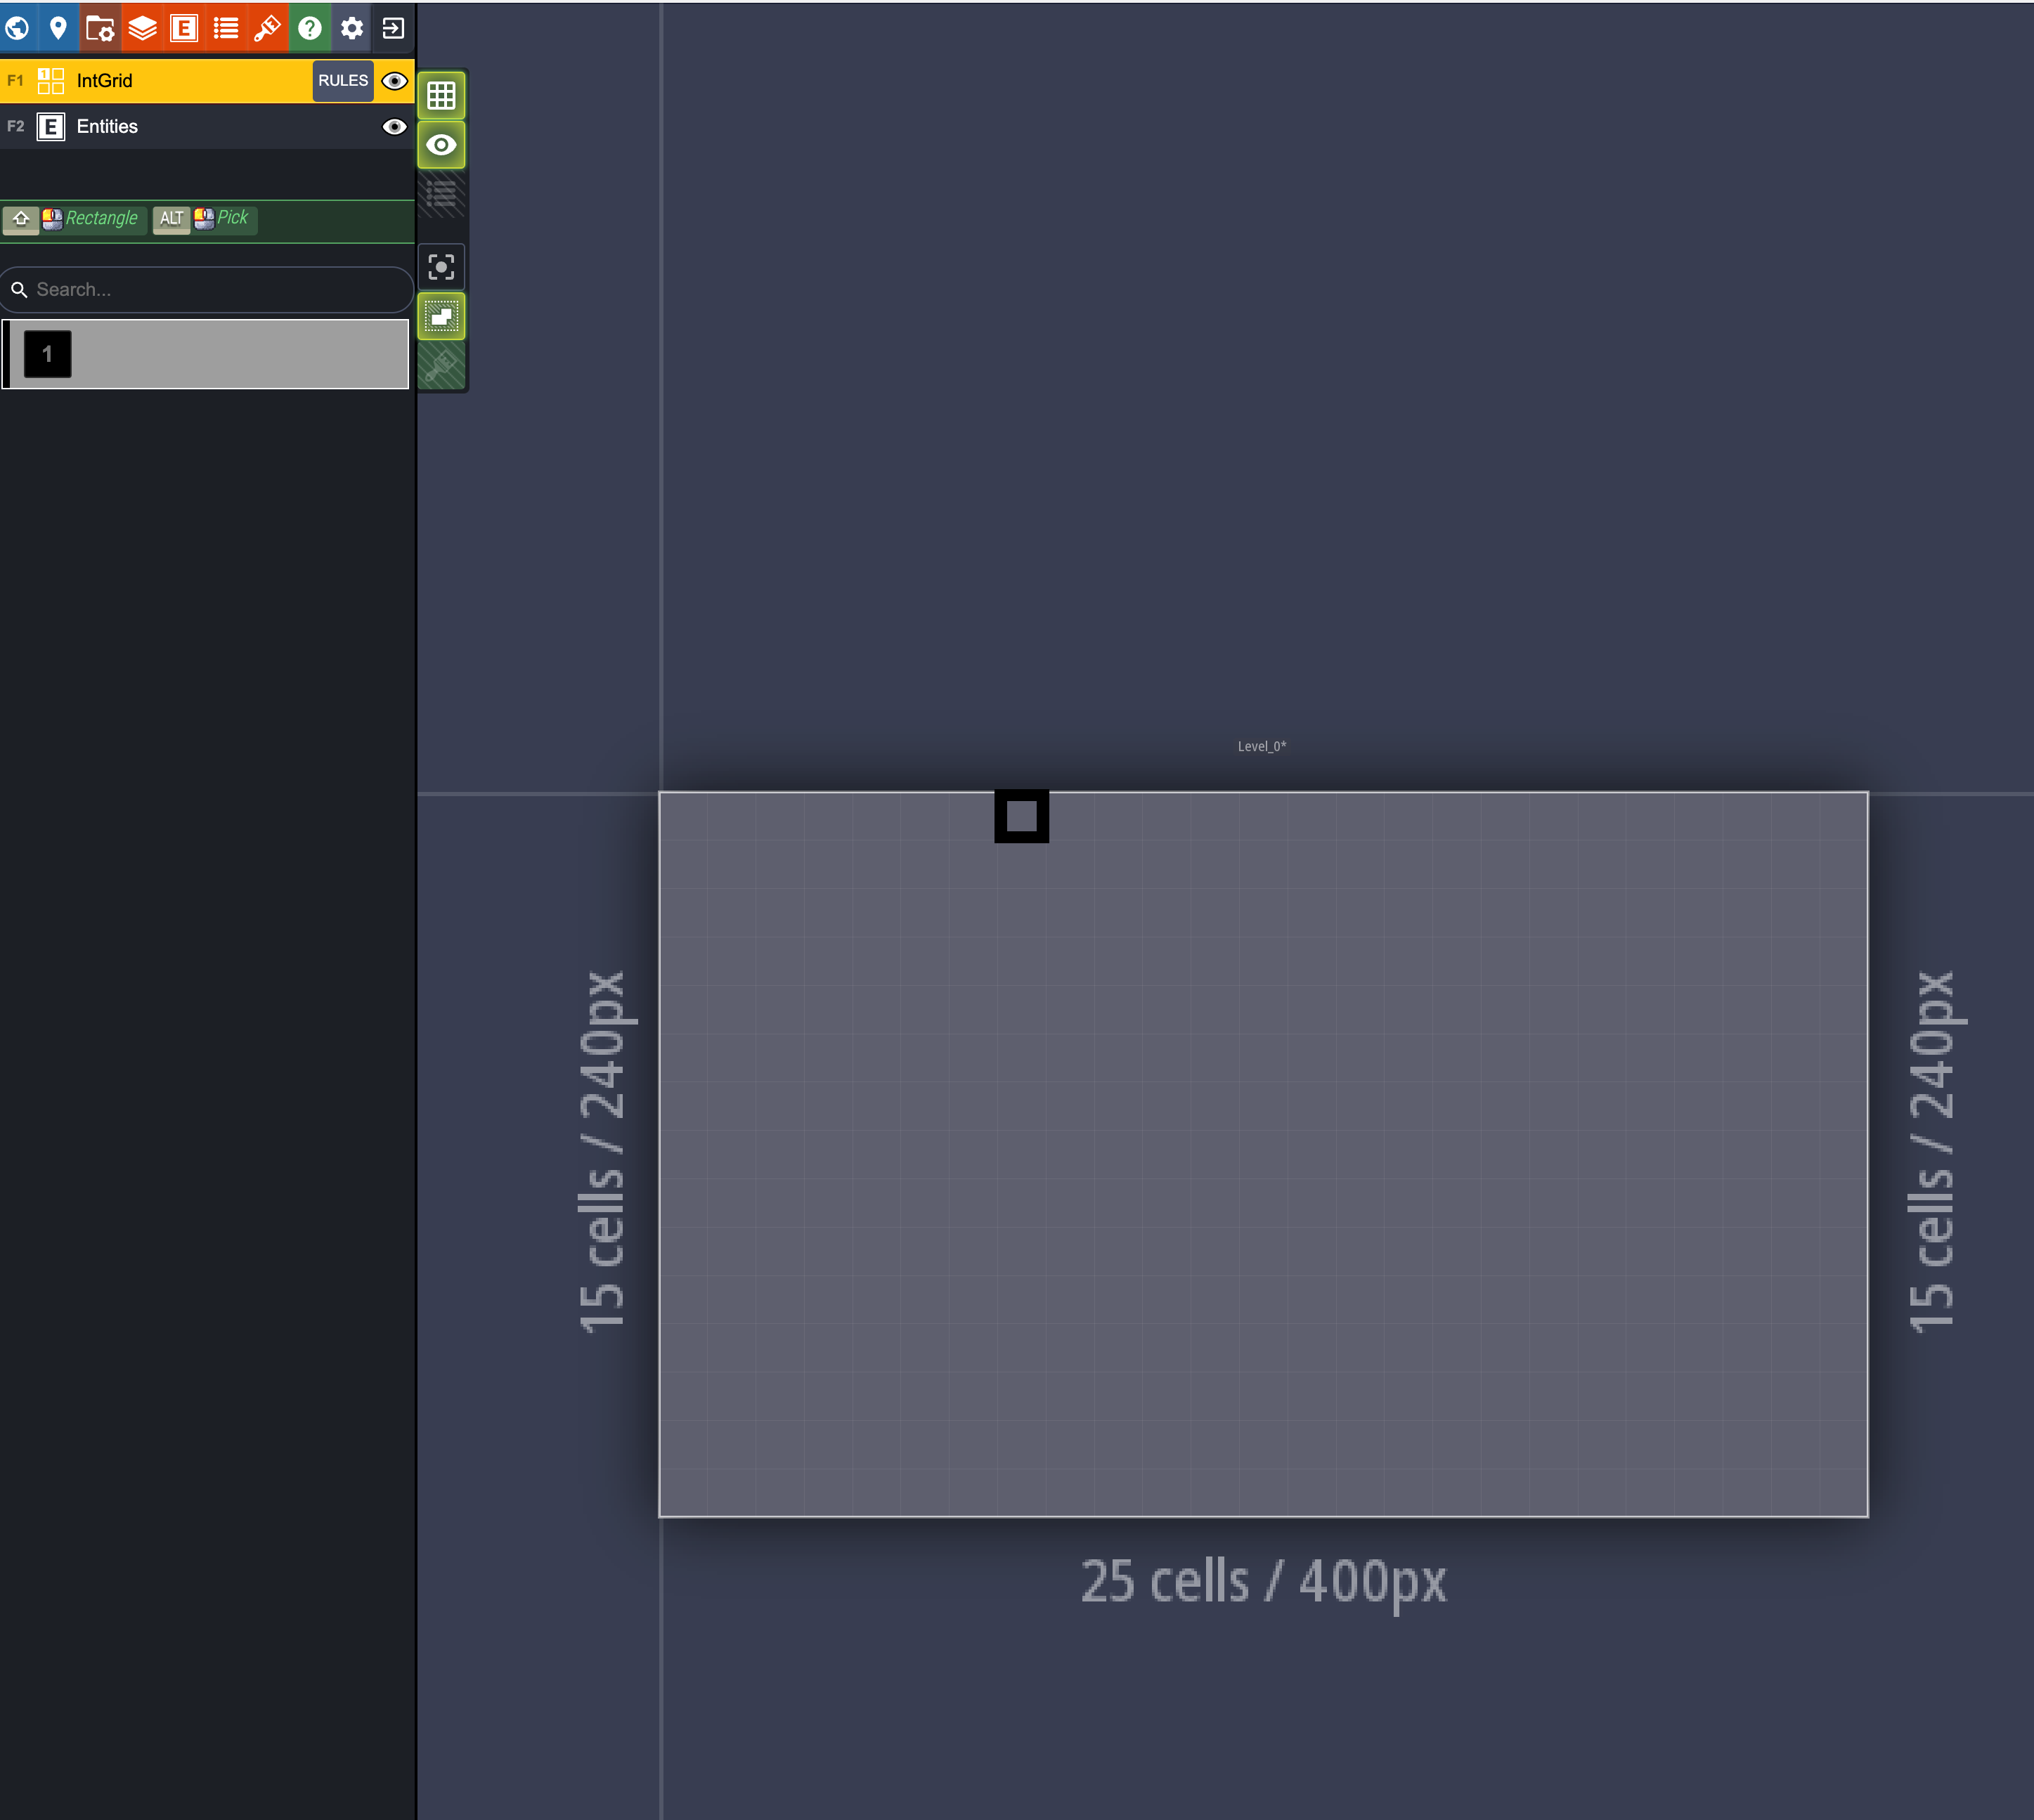 E
F1 1 IntGrid RULES
F2 E Entities
Rectangle ALT Pick
Search...
1
Level_0*
15 cells / 240px
15 cells / 240px
25 cells / 400px